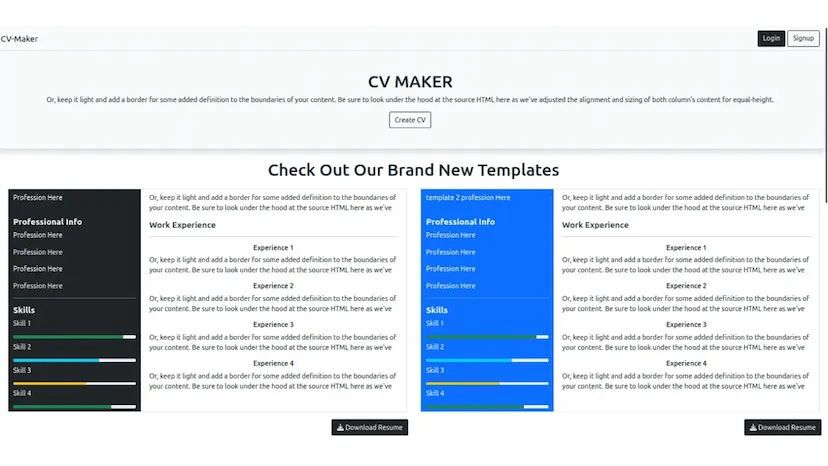 CV-Maker
Login
Signup
CV MAKER
Or, keep it light and add a border for some added definition to the boundaries of your content. Be sure to look under the hood at the source HTML here as we've adjusted the alignment and sizing of both column's content for equal-height.
Create CV
Check Out Our Brand New Templates
Profession Here
Professional Info
Profession Here
Profession Here
Profession Here
Profession Here
Skills
Skill 1
Skill 2
Skill 3
Skill 4
Or, keep it light and add a border for some added definition to the boundaries of
your content. Be sure to look under the hood at the source HTML here as we've
Work Experience
Experience 1
Or, keep it light and add a border for some added definition to the boundaries of
your content. Be sure to look under the hood at the source HTML here as we've
Experience 2
Or, keep it light and add a border for some added definition to the boundaries of
your content. Be sure to look under the hood at the source HTML here as we've
Experience 3
Or, keep it light and add a border for some added definition to the boundaries of
your content. Be sure to look under the hood at the source HTML here as we've
Experience 4
Or, keep it light and add a border for some added definition to the boundaries of
your content. Be sure to look under the hood at the source HTML here as we've
Download Resume
template 2 profession Here
Professional Info
Profession Here
Profession Here
Profession Here
Profession Here
Skills
Skill 1
Skill 2
Skill 3
Skill 4
Or, keep it light and add a border for some added definition to the boundaries of
your content. Be sure to look under the hood at the source HTML here as we've
Work Experience
Experience 1
Or, keep it light and add a border for some added definition to the boundaries of
your content. Be sure to look under the hood at the source HTML here as we've
Experience 2
Or, keep it light and add a border for some added definition to the boundaries of
your content. Be sure to look under the hood at the source HTML here as we've
Experience 3
Or, keep it light and add a border for some added definition to the boundaries of
your content. Be sure to look under the hood at the source HTML here as we've
Experience 4
Or, keep it light and add a border for some added definition to the boundaries of
your content. Be sure to look under the hood at the source HTML here as we've
Download Resume